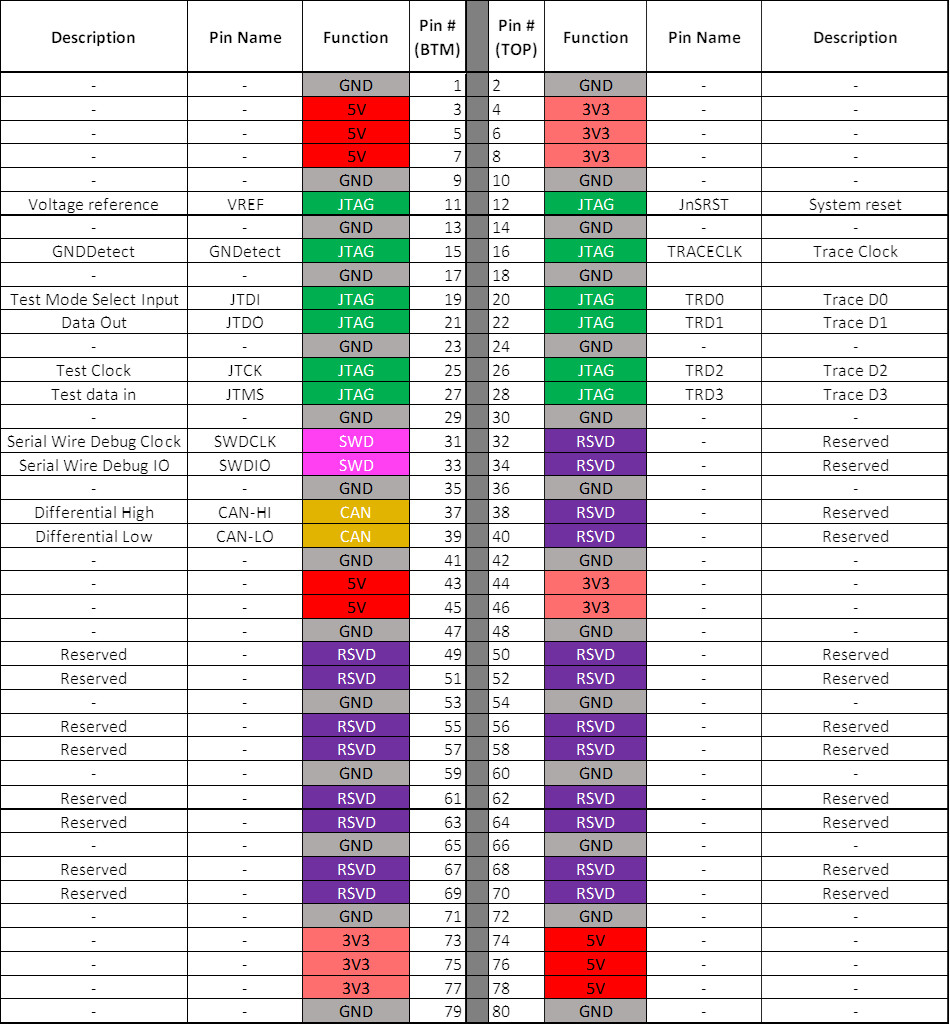 Description Pin Name Function Pin # (BTM) Pin # (TOP) Function Pin Name Description
- - GND 1 2 GND - -
- - 5V 3 4 3V3 - -
- - 5V 5 6 3V3 - -
- - 5V 7 8 3V3 - -
- - GND 9 10 GND - -
Voltage reference VREF JTAG 11 12 JTAG JnSRST System reset
- - GND 13 14 GND - -
GNDDetect GNDetect JTAG 15 16 JTAG TRACECLK Trace Clock
- - GND 17 18 GND
Test Mode Select Input JTDI JTAG 19 20 JTAG TRD0 Trace D0
Data Out JTDO JTAG 21 22 JTAG TRD1 Trace D1
- - GND 23 24 GND - -
Test Clock JTCK JTAG 25 26 JTAG TRD2 Trace D2
Test data in JTMS JTAG 27 28 JTAG TRD3 Trace D3
- - GND 29 30 GND - -
Serial Wire Debug Clock SWDCLK SWD 31 32 RSVD - Reserved
Serial Wire Debug IO SWDIO SWD 33 34 RSVD - Reserved
- - GND 35 36 GND - -
Differential High CAN-HI CAN 37 38 RSVD - Reserved
Differential Low CAN-LO CAN 39 40 RSVD - Reserved
- - GND 41 42 GND - -
- - 5V 43 44 3V3 - -
- - 5V 45 46 3V3 - -
- - GND 47 48 GND - -
Reserved - RSVD 49 50 RSVD - Reserved
Reserved - RSVD 51 52 RSVD - Reserved
- - GND 53 54 GND - -
Reserved - RSVD 55 56 RSVD - Reserved
Reserved - RSVD 57 58 RSVD - Reserved
- - GND 59 60 GND - -
Reserved - RSVD 61 62 RSVD - Reserved
Reserved - RSVD 63 64 RSVD - Reserved
- - GND 65 66 GND - -
Reserved - RSVD 67 68 RSVD - Reserved
Reserved - RSVD 69 70 RSVD - Reserved
- - GND 71 72 GND - -
- - 3V3 73 74 5V - -
- - 3V3 75 76 5V - -
- - 3V3 77 78 5V - -
- - GND 79 80 GND - -